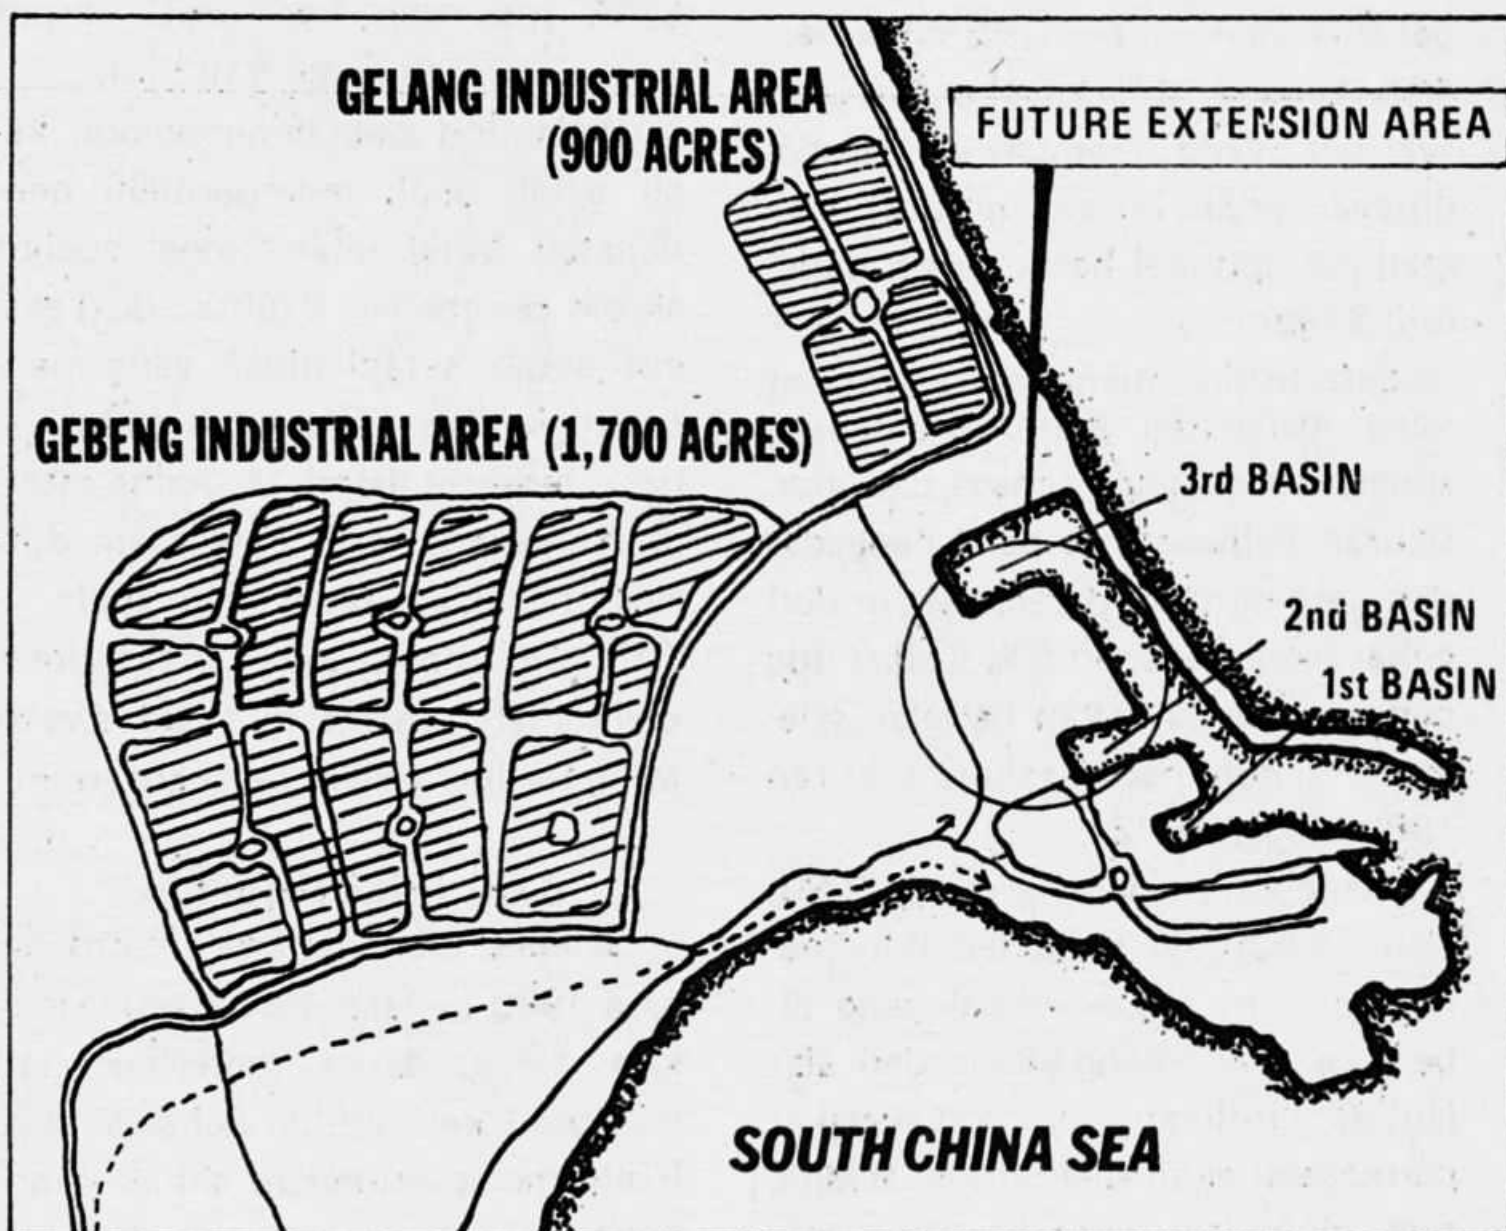 GELANG INDUSTRIAL AREA
(900 ACRES)
FUTURE EXTENSION AREA
GEBENG INDUSTRIAL AREA (1,700 ACRES)
3rd BASIN
2nd BASIN
1st BASIN
SOUTH CHINA SEA